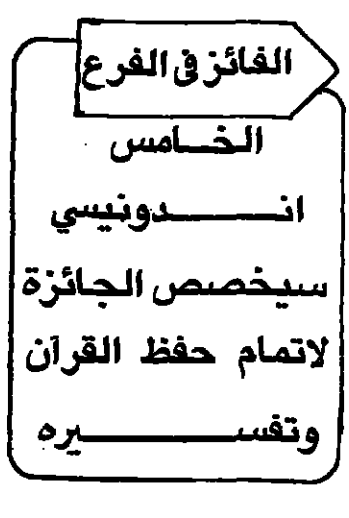 الفائز في الفرع
الخامس
اندونيسي
سيخصص الجائزة
لاتمام حفظ القرآن
وتفسيره